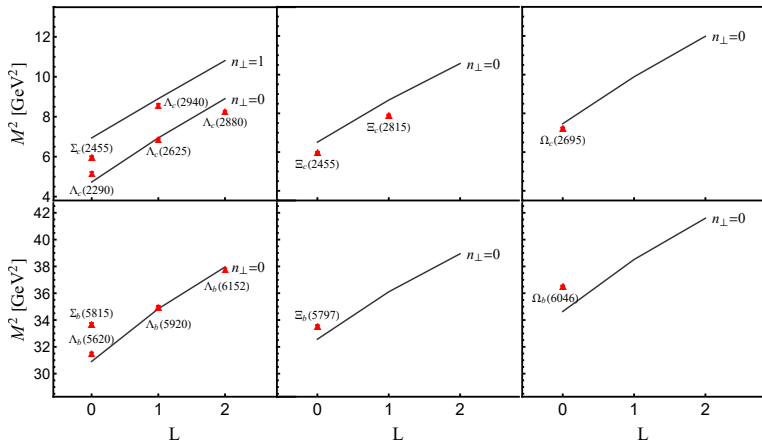 M² [GeV²]
12
10
8
6
4
n⊥=1
n⊥=0
Λc(2940)
Λc(2880)
Σc(2455)
Λc(2625)
Λc(2290)
n⊥=0
Ξc(2815)
Ξc(2455)
n⊥=0
Ωc(2695)
M² [GeV²]
42
40
38
36
34
32
30
n⊥=0
Λb(6152)
Σb(5815)
Λb(5920)
Λb(5620)
n⊥=0
Ξb(5797)
n⊥=0
Ωb(6046)
0 1 2
0 1 2
0 1 2
L
L
L